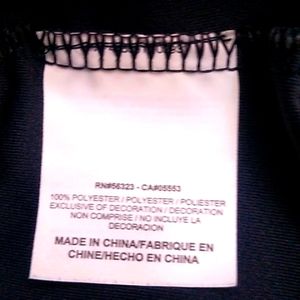 RN#56323 - CA#05553
100% POLYESTER / POLYESTER / POLIÉSTER
EXCLUSIVE OF DECORATION / DECORATION
NON COMPRISE / NO INCLUYE LA
DECORACION
MADE IN CHINA/FABRIQUE EN
CHINE/HECHO EN CHINA